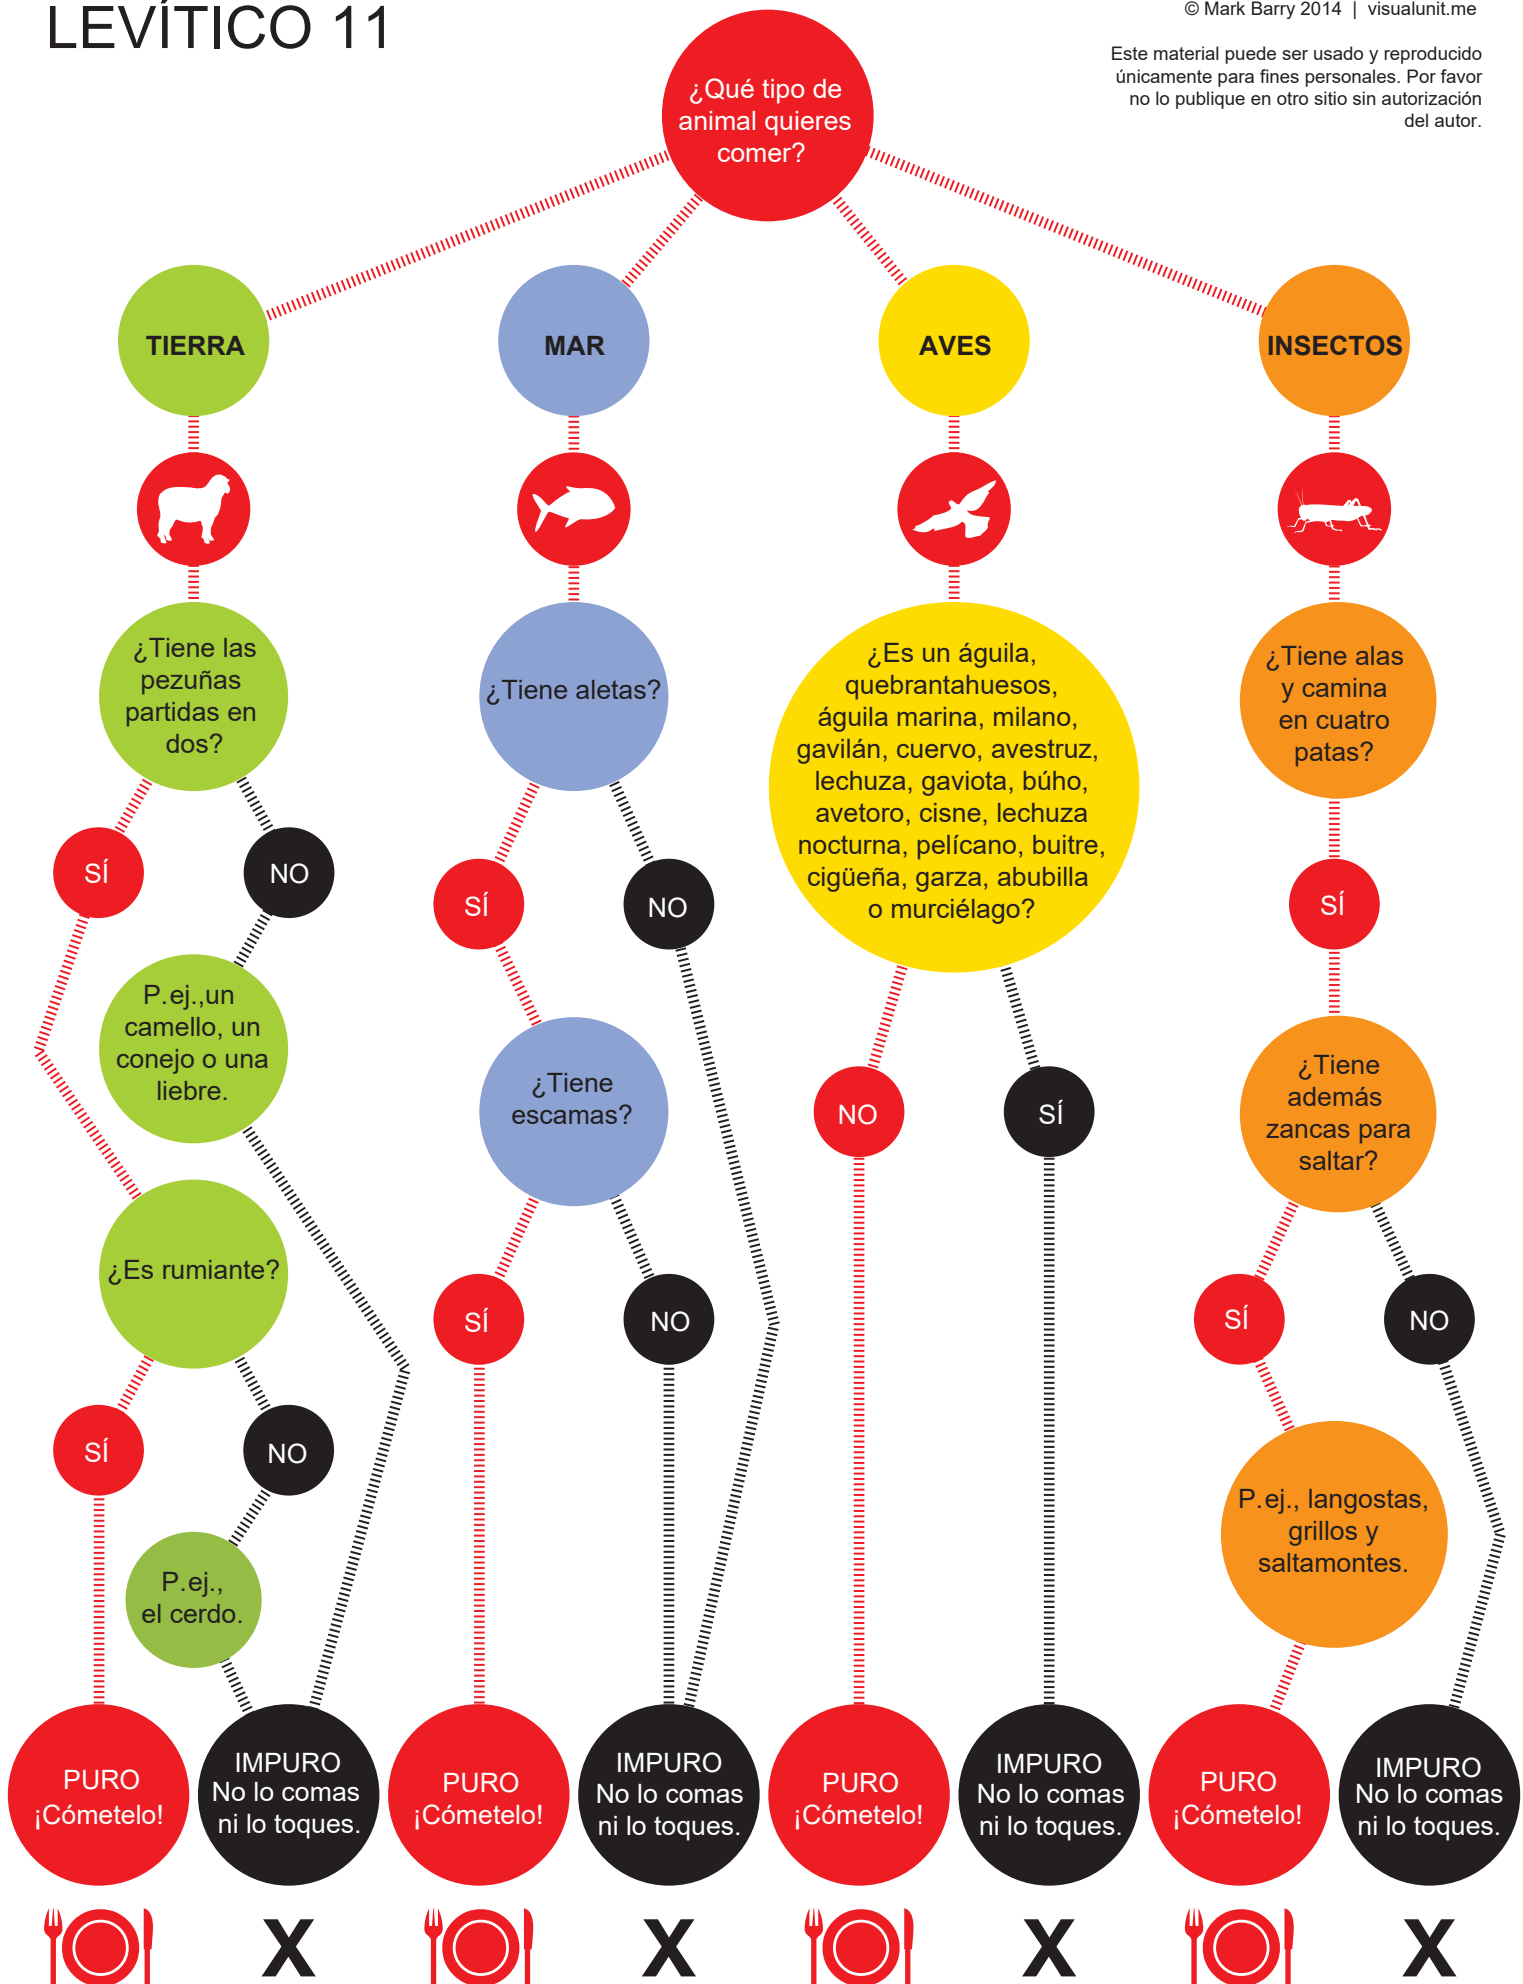 LEVÍTICO 11
© Mark Barry 2014 | visualunit.me
Este material puede ser usado y reproducido
únicamente para fines personales. Por favor
no lo publique en otro sitio sin autorización
del autor.
¿Qué tipo de
animal quieres
comer?
TIERRA
MAR
AVES
INSECTOS
¿Tiene las
pezuñas
partidas en
dos?
SÍ
NO
P.ej.,un
camello, un
conejo o una
liebre.
¿Es rumiante?
SÍ
NO
P.ej.,
el cerdo.
PURO
¡Cómetelo!
IMPURO
No lo comas
ni lo toques.
X
¿Tiene aletas?
SÍ
NO
¿Tiene
escamas?
SÍ
NO
PURO
¡Cómetelo!
IMPURO
No lo comas
ni lo toques.
X
¿Es un águila,
quebrantahuesos,
águila marina, milano,
gavilán, cuervo, avestruz,
lechuza, gaviota, búho,
avetoro, cisne, lechuza
nocturna, pelícano, buitre,
cigüeña, garza, abubilla
o murciélago?
NO
SÍ
PURO
¡Cómetelo!
IMPURO
No lo comas
ni lo toques.
X
¿Tiene alas
y camina
en cuatro
patas?
SÍ
¿Tiene
además
zancas para
saltar?
SÍ
NO
P.ej., langostas,
grillos y
saltamontes.
PURO
¡Cómetelo!
IMPURO
No lo comas
ni lo toques.
X